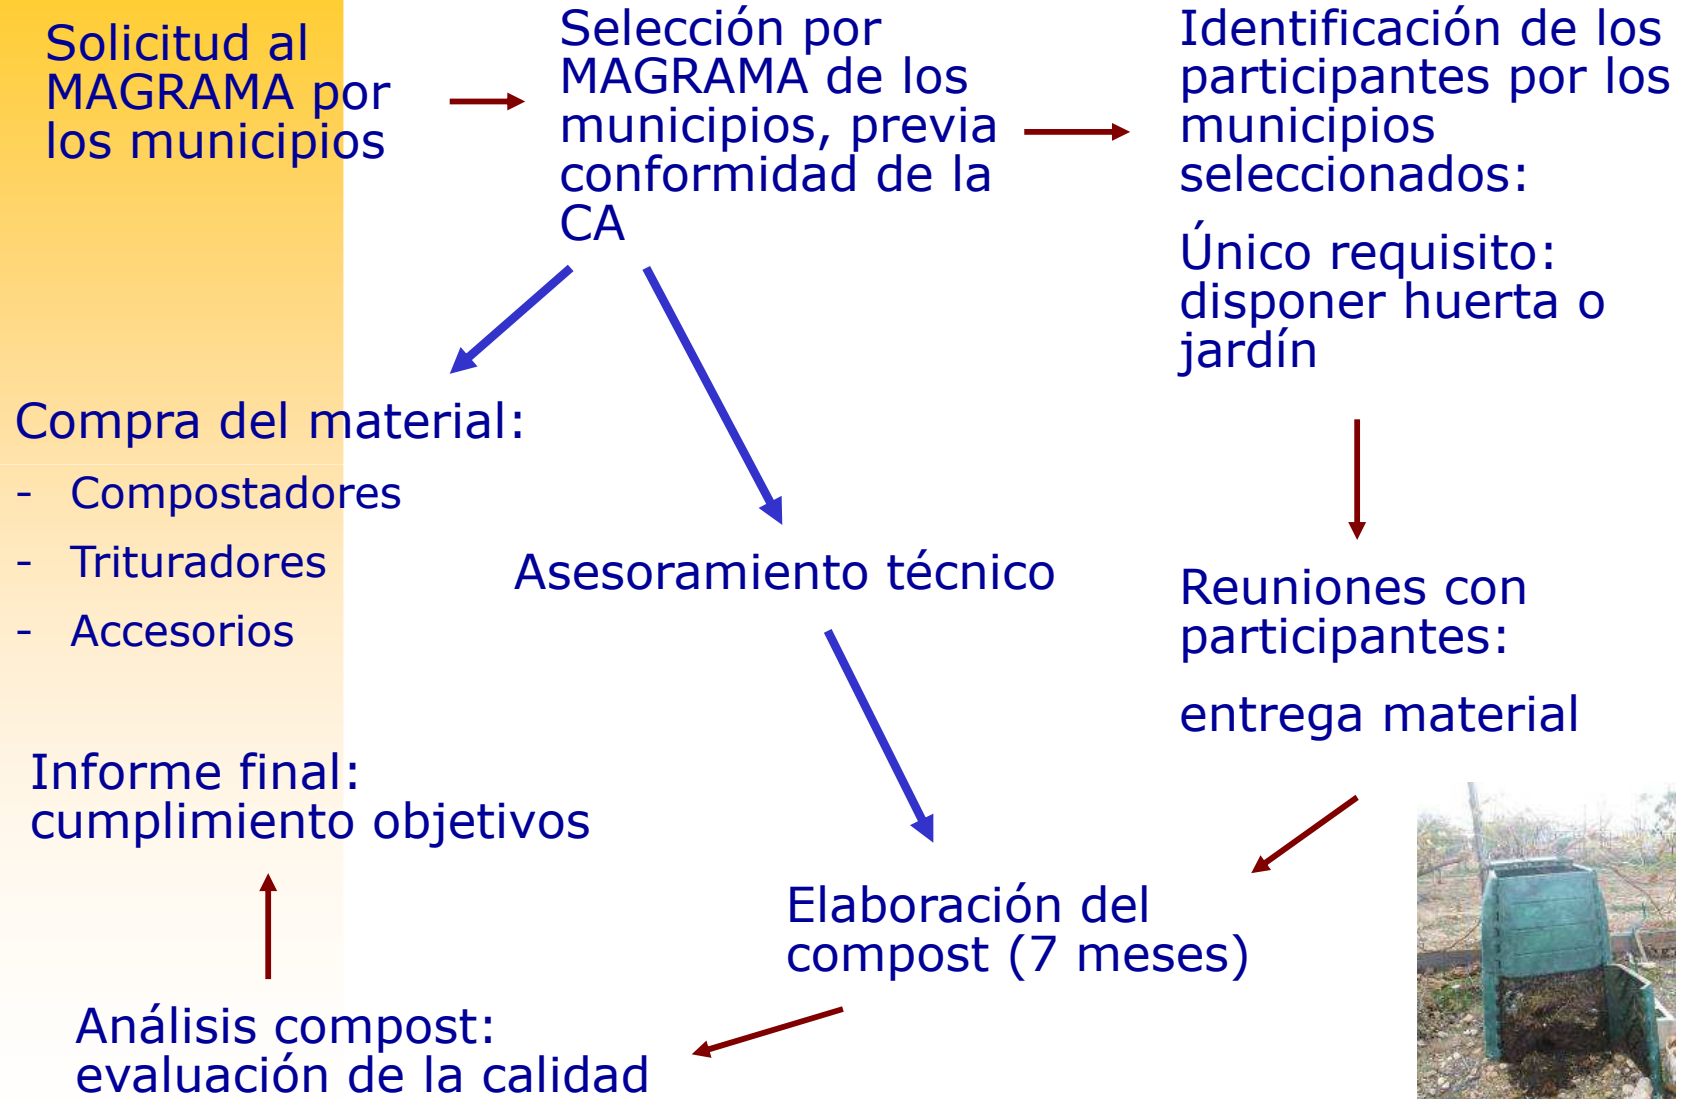 Solicitud al
MAGRAMA por
los municipios
Selección por
MAGRAMA de los
municipios, previa
conformidad de la
CA
Identificación de los
participantes por los
municipios
seleccionados:
Único requisito:
disponer huerta o
jardín
Compra del material:
- Compostadores
- Trituradores
- Accesorios
Asesoramiento técnico
Reuniones con
participantes:
entrega material
Informe final:
cumplimiento objetivos
Elaboración del
compost (7 meses)
Análisis compost:
evaluación de la calidad